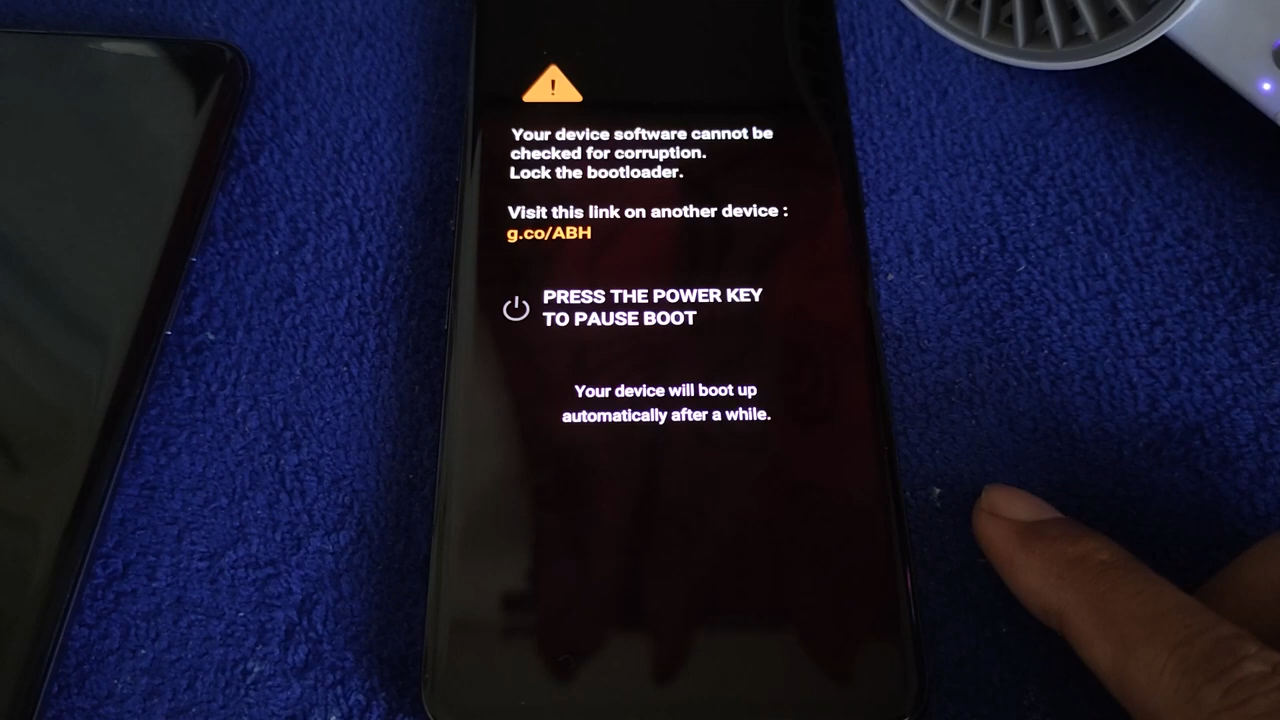 Your device software cannot be
checked for corruption.
Lock the bootloader.
Visit this link on another device :
g.co/ABH
PRESS THE POWER KEY
TO PAUSE BOOT
Your device will boot up
automatically after a while.